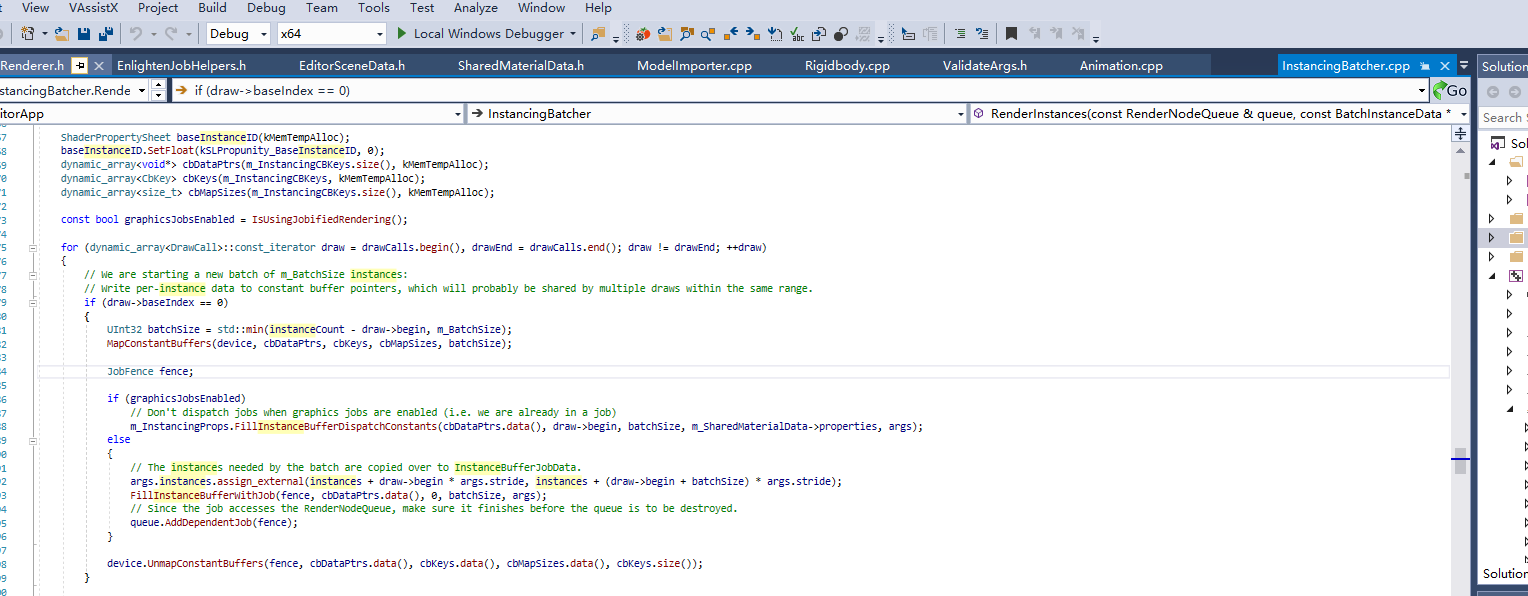 View VAssistX Project Build Debug Team Tools Test Analyze Window Help
Debug x64 Local Windows Debugger
Renderer.h EnlightenJobHelpers.h EditorSceneData.h SharedMaterialData.h ModelImporter.cpp Rigidbody.cpp ValidateArgs.h Animation.cpp InstancingBatcher.cpp Solution
stancingBatcher.Rende if (draw->baseIndex == 0) Go
itorApp InstancingBatcher RenderInstances(const RenderNodeQueue & queue, const BatchInstanceData *
Search S
Sol
ShaderPropertySheet baseInstanceID(kMemTempAlloc);
baseInstanceID.SetFloat(kSLPropunity_BaseInstanceID, 0);
dynamic_array<void*> cbDataPtrs(m_InstancingCBKeys.size(), kMemTempAlloc);
dynamic_array<CbKey> cbKeys(m_InstancingCBKeys, kMemTempAlloc);
dynamic_array<size_t> cbMapSizes(m_InstancingCBKeys.size(), kMemTempAlloc);
const bool graphicsJobsEnabled = IsUsingJobifiedRendering();
for (dynamic_array<DrawCall>::const_iterator draw = drawCalls.begin(), drawEnd = drawCalls.end(); draw != drawEnd; ++draw)
{
// We are starting a new batch of m_BatchSize instances:
// Write per-instance data to constant buffer pointers, which will probably be shared by multiple draws within the same range.
if (draw->baseIndex == 0)
{
UInt32 batchSize = std::min(instanceCount - draw->begin, m_BatchSize);
MapConstantBuffers(device, cbDataPtrs, cbKeys, cbMapSizes, batchSize);
JobFence fence;
if (graphicsJobsEnabled)
// Don't dispatch jobs when graphics jobs are enabled (i.e. we are already in a job)
m_InstancingProps.FillInstanceBufferDispatchConstants(cbDataPtrs.data(), draw->begin, batchSize, m_SharedMaterialData->properties, args);
else
{
// The instances needed by the batch are copied over to InstanceBufferJobData.
args.instances.assign_external(instances + draw->begin * args.stride, instances + (draw->begin + batchSize) * args.stride);
FillInstanceBufferWithJob(fence, cbDataPtrs.data(), 0, batchSize, args);
// Since the job accesses the RenderNodeQueue, make sure it finishes before the queue is to be destroyed.
queue.AddDependentJob(fence);
}
device.UnmapConstantBuffers(fence, cbDataPtrs.data(), cbKeys.data(), cbMapSizes.data(), cbKeys.size());
}
Solution